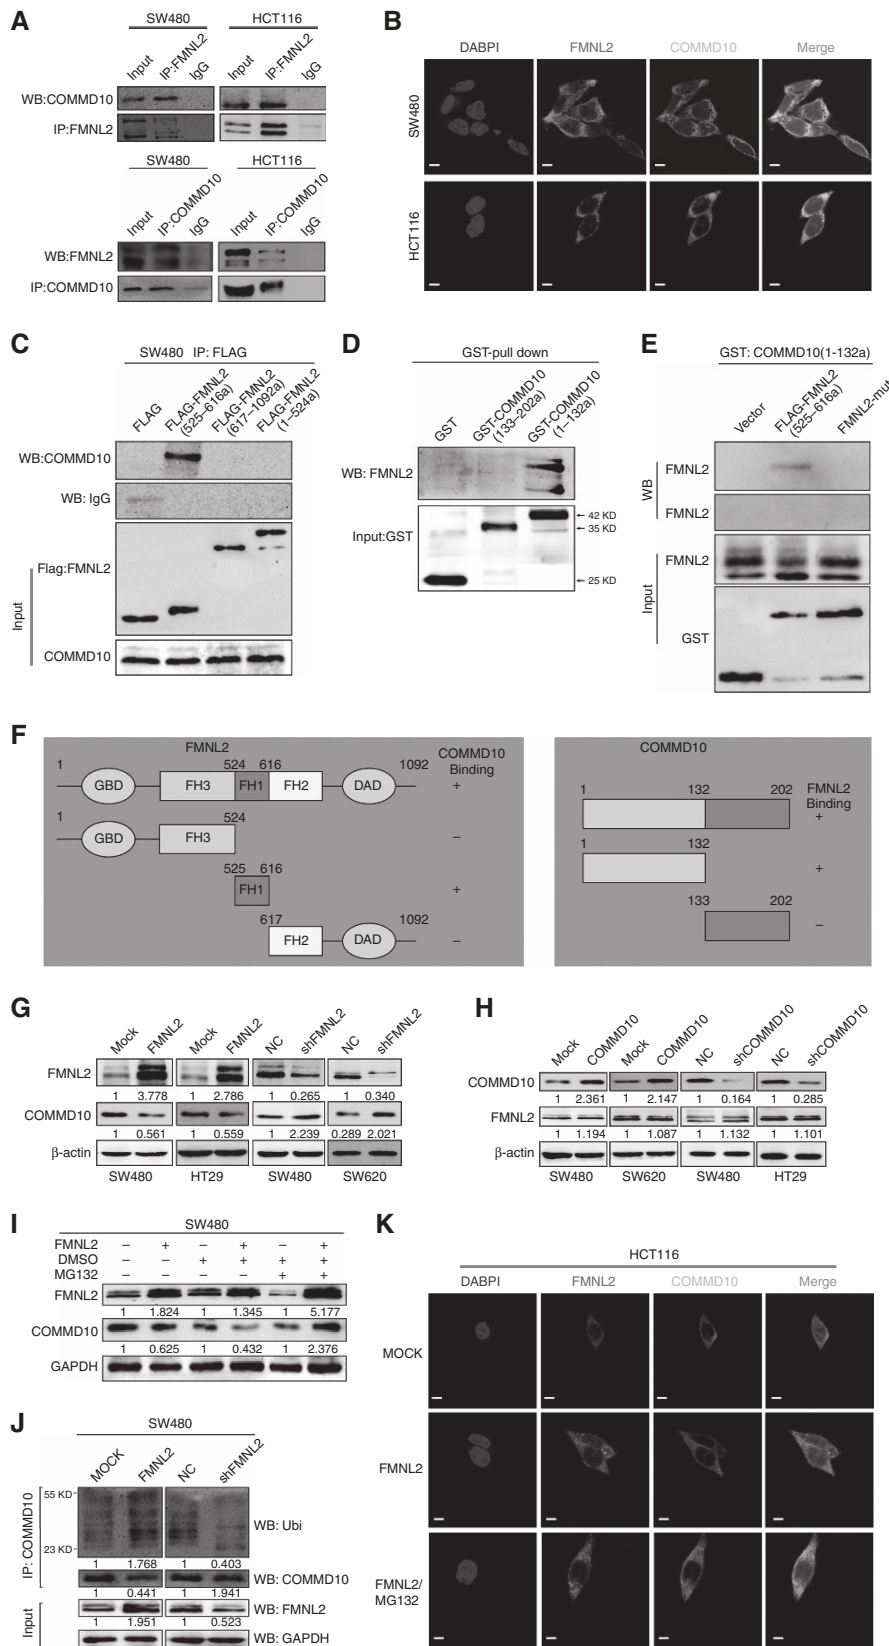 A
SW480
HCT116
Input
IP:FMNL2
IgG
Input
IP:FMNL2
IgG
WB:COMMD10
IP:FMNL2
SW480
HCT116
Input
IP:COMMD10
IgG
Input
IP:COMMD10
IgG
WB:FMNL2
IP:COMMD10
B
DABPI
FMNL2
COMMD10
Merge
SW480
HCT116
C
SW480 IP: FLAG
FLAG
FLAG-FMNL2
(525–616a)
FLAG-FMNL2
(617–1092a)
FLAG-FMNL2
(1–524a)
WB:COMMD10
WB: IgG
Flag:FMNL2
Input
COMMD10
D
GST-pull down
GST
GST-COMMD10
(133–202a)
GST-COMMD10
(1–132a)
WB: FMNL2
Input:GST
← 42 KD
← 35 KD
← 25 KD
E
GST: COMMD10(1-132a)
Vector
FLAG-FMNL2
(525–616a)
FMNL2-mut
WB
FMNL2
FMNL2
Input
FMNL2
GST
F
FMNL2
COMMD10
Binding
1 524 616 1092
GBD FH3 FH1 FH2 DAD +
1 524
GBD FH3 –
525 616
FH1 +
617 1092
FH2 DAD –
COMMD10
FMNL2
Binding
1 132 202
+
1 132
+
133 202
–
G
Mock FMNL2 Mock FMNL2 NC shFMNL2 NC shFMNL2
FMNL2
1 3.778 1 2.786 1 0.265 1 0.340
COMMD10
1 0.561 1 0.559 1 2.239 0.289 2.021
β-actin
SW480 HT29 SW480 SW620
H
Mock COMMD10 Mock COMMD10 NC shCOMMD10 NC shCOMMD10
COMMD10
1 2.361 1 2.147 1 0.164 1 0.285
FMNL2
1 1.194 1 1.087 1 1.132 1 1.101
β-actin
SW480 SW620 SW480 HT29
I
SW480
FMNL2 – + – + – +
DMSO – – + + + +
MG132 – – – – + +
FMNL2
1 1.824 1 1.345 1 5.177
COMMD10
1 0.625 1 0.432 1 2.376
GAPDH
J
SW480
MOCK FMNL2 NC shFMNL2
IP: COMMD10
55 KD
23 KD
WB: Ubi
1 1.768 1 0.403
WB: COMMD10
1 0.441 1 1.941
Input
WB: FMNL2
1 1.951 1 0.523
WB: GAPDH
K
HCT116
DABPI
FMNL2
COMMD10
Merge
MOCK
FMNL2
FMNL2/
MG132